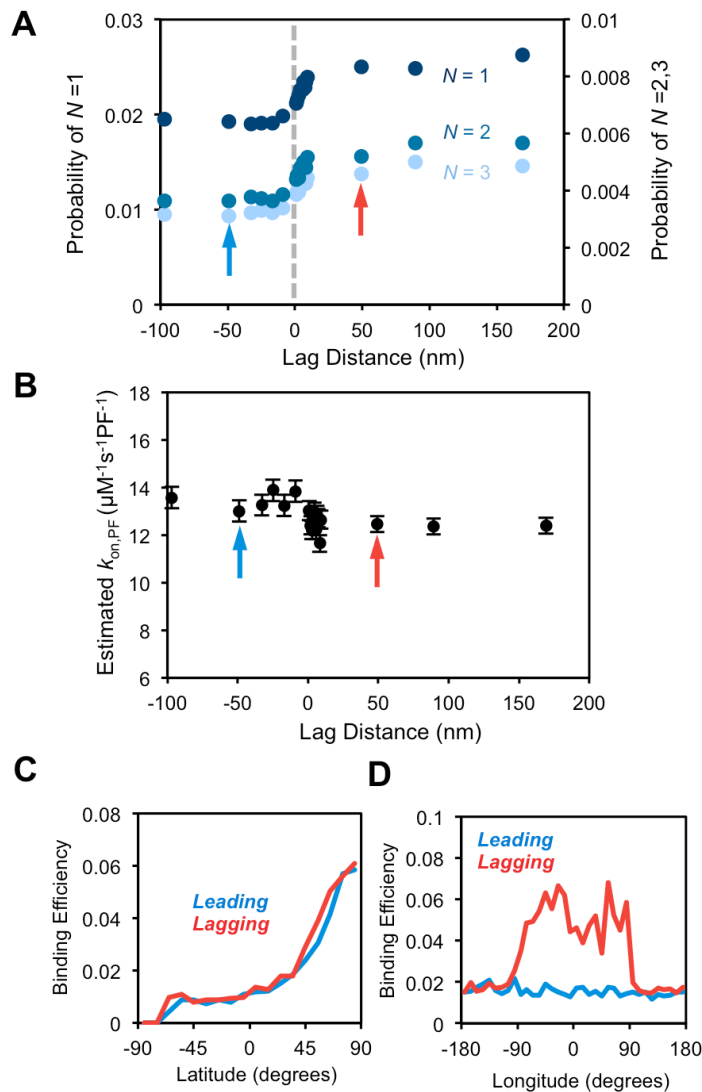 A
0.03
0.02
0.01
0
0.01
0.008
0.006
0.004
0.002
0
Probability of N =1
Probability of N =2,3
N = 1
N = 2
N = 3
-100 -50 0 50 100 150 200
Lag Distance (nm)
B
18
16
14
12
10
8
6
Estimated kon,PF (μM-1s-1PF-1)
-100 -50 0 50 100 150 200
Lag Distance (nm)
C
0.08
0.06
0.04
0.02
0
Binding Efficiency
Leading
Lagging
-90 -45 0 45 90
Latitude (degrees)
D
0.1
0.08
0.06
0.04
0.02
0
Binding Efficiency
Leading
Lagging
-180 -90 0 90 180
Longitude (degrees)